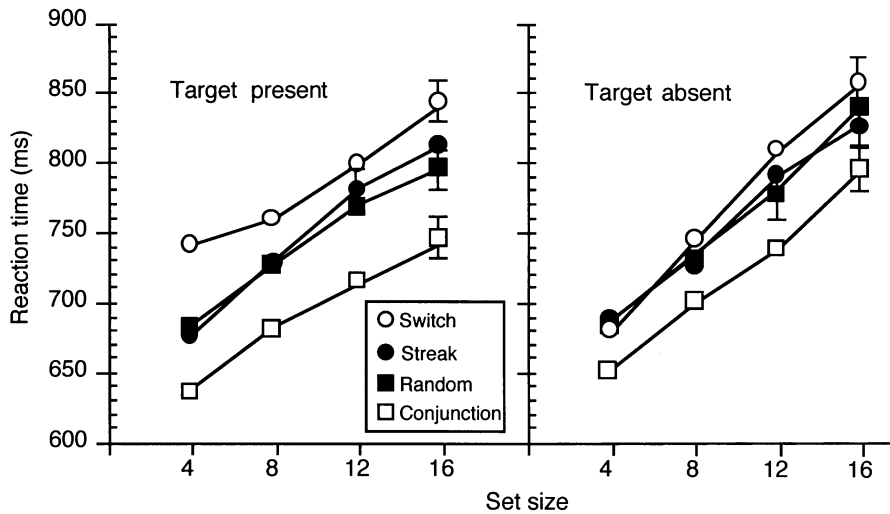 900
850
800
750
700
650
600
Reaction time (ms)
Target present
Target absent
Switch
Streak
Random
Conjunction
4 8 12 16
4 8 12 16
Set size